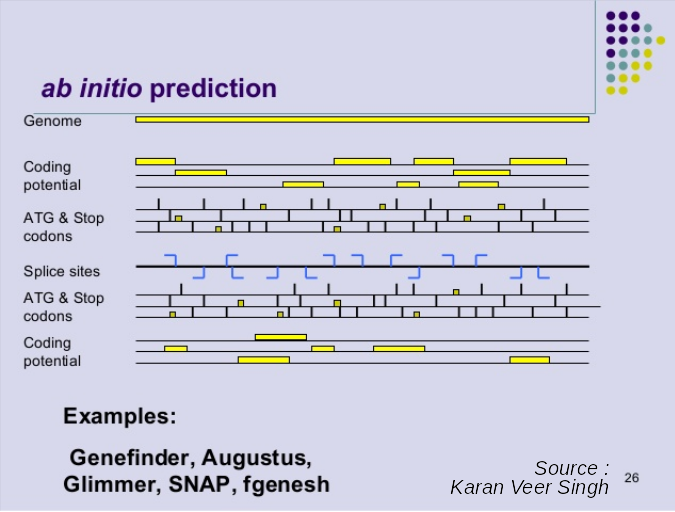 ab initio prediction
Genome
Coding
potential
ATG & Stop
codons
Splice sites
ATG & Stop
codons
Coding
potential
Examples:
Genefinder, Augustus,
Glimmer, SNAP, fgenesh
Source :
Karan Veer Singh
26